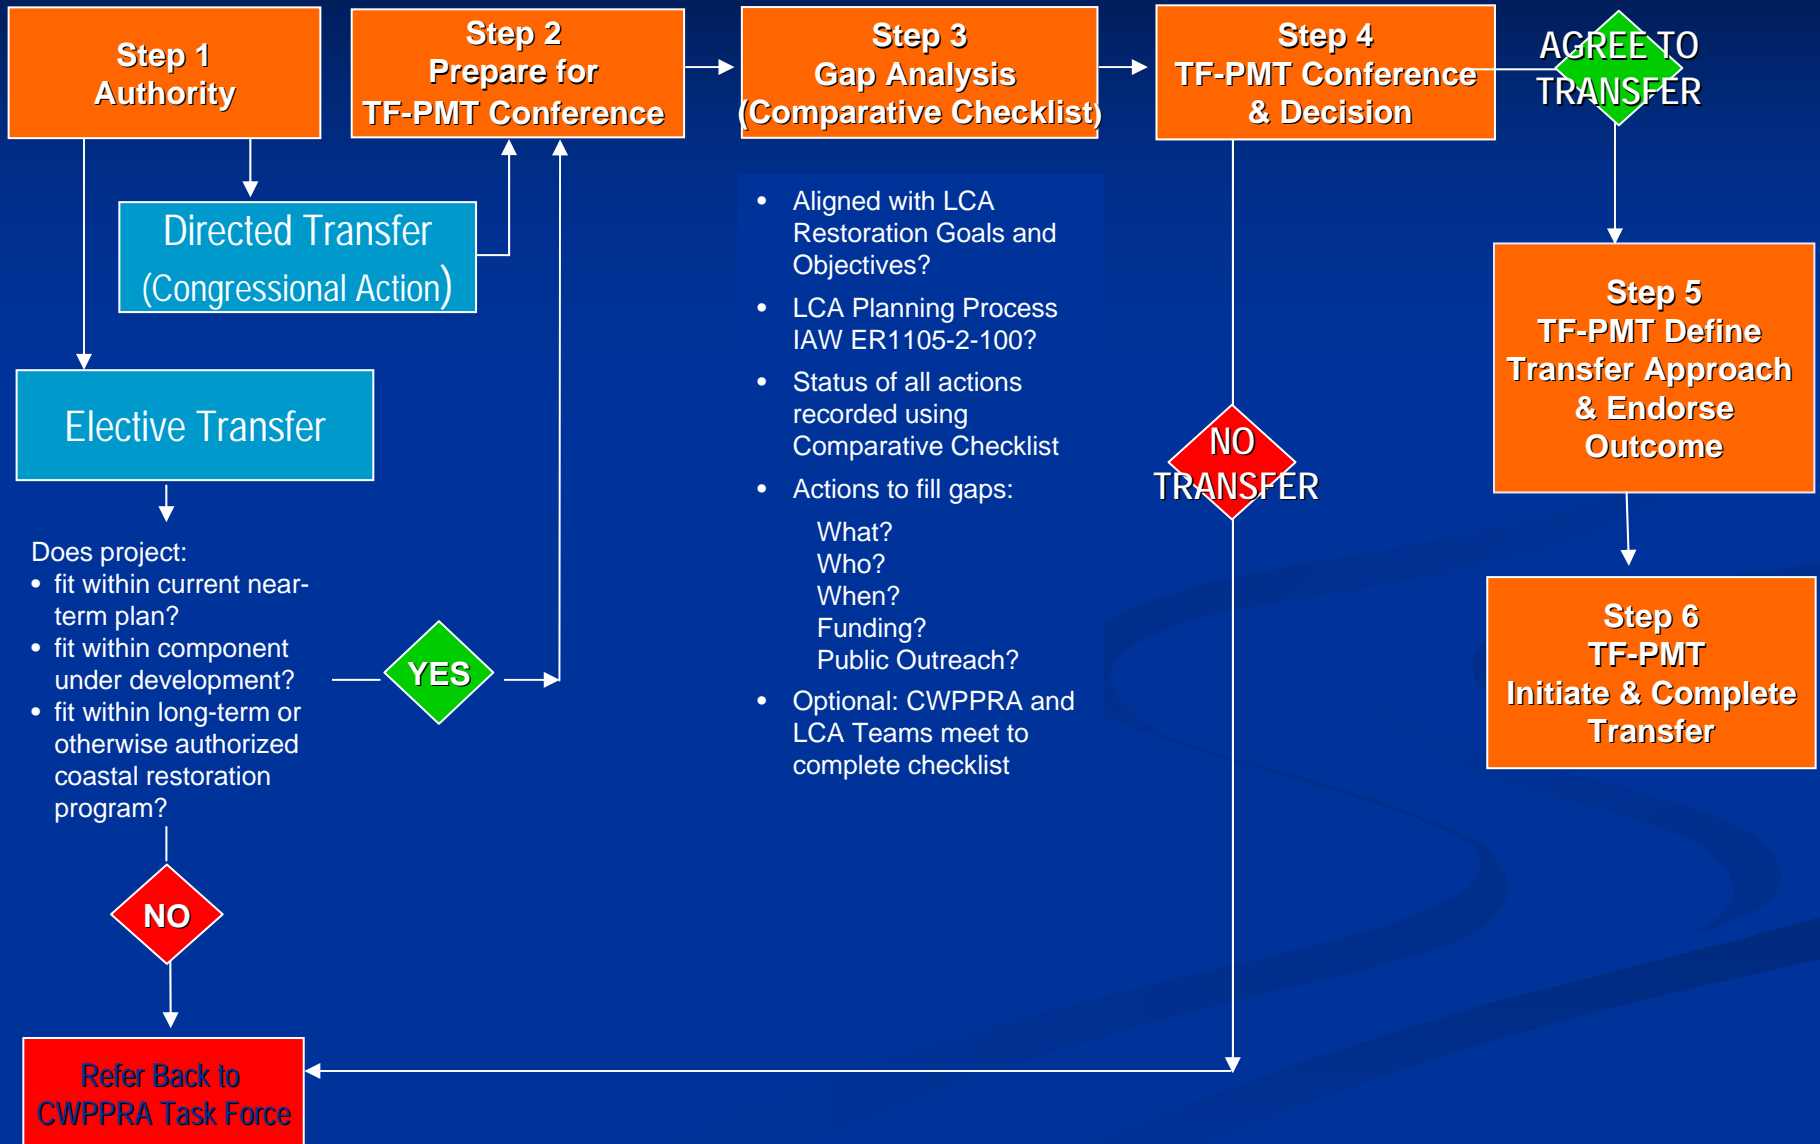 Step 1
Authority
Step 2
Prepare for
TF-PMT Conference
Step 3
Gap Analysis
(Comparative Checklist)
Step 4
TF-PMT Conference
& Decision
AGREE TO
TRANSFER
Directed Transfer
(Congressional Action)
Elective Transfer
Does project:
• fit within current near-
term plan?
• fit within component
under development?
• fit within long-term or
otherwise authorized
coastal restoration
program?
YES
NO
Refer Back to
CWPPRA Task Force
• Aligned with LCA
Restoration Goals and
Objectives?
• LCA Planning Process
IAW ER1105-2-100?
• Status of all actions
recorded using
Comparative Checklist
• Actions to fill gaps:
What?
Who?
When?
Funding?
Public Outreach?
• Optional: CWPPRA and
LCA Teams meet to
complete checklist
NO
TRANSFER
Step 5
TF-PMT Define
Transfer Approach
& Endorse
Outcome
Step 6
TF-PMT
Initiate & Complete
Transfer